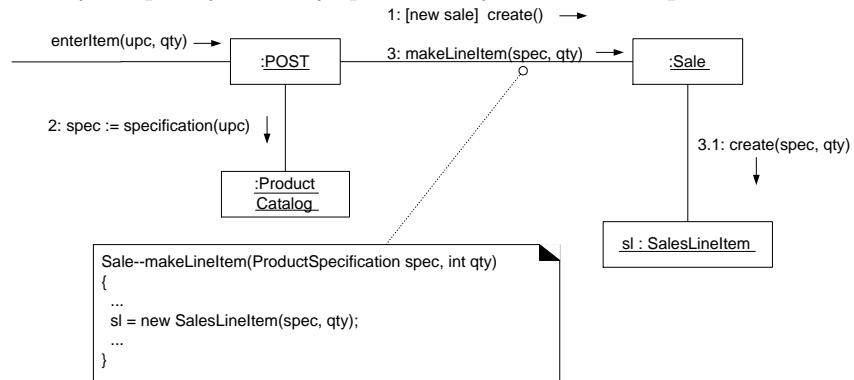 1: [new sale] create()
enterItem(upc, qty)
:POST
3: makeLineItem(spec, qty)
:Sale
2: spec := specification(upc)
3.1: create(spec, qty)
:Product
Catalog
sl : SalesLineItem
Sale--makeLineItem(ProductSpecification spec, int qty)
{
...
sl = new SalesLineItem(spec, qty);
...
}